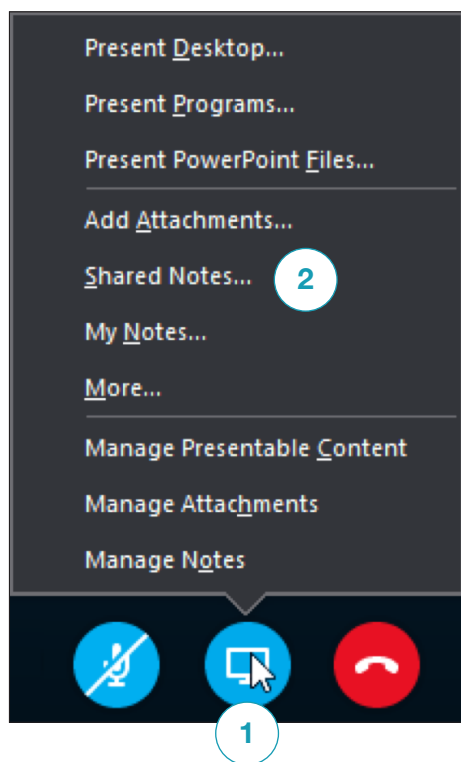 Present Desktop...
Present Programs...
Present PowerPoint Files...
Add Attachments...
Shared Notes... 2
My Notes...
More...
Manage Presentable Content
Manage Attachments
Manage Notes
1